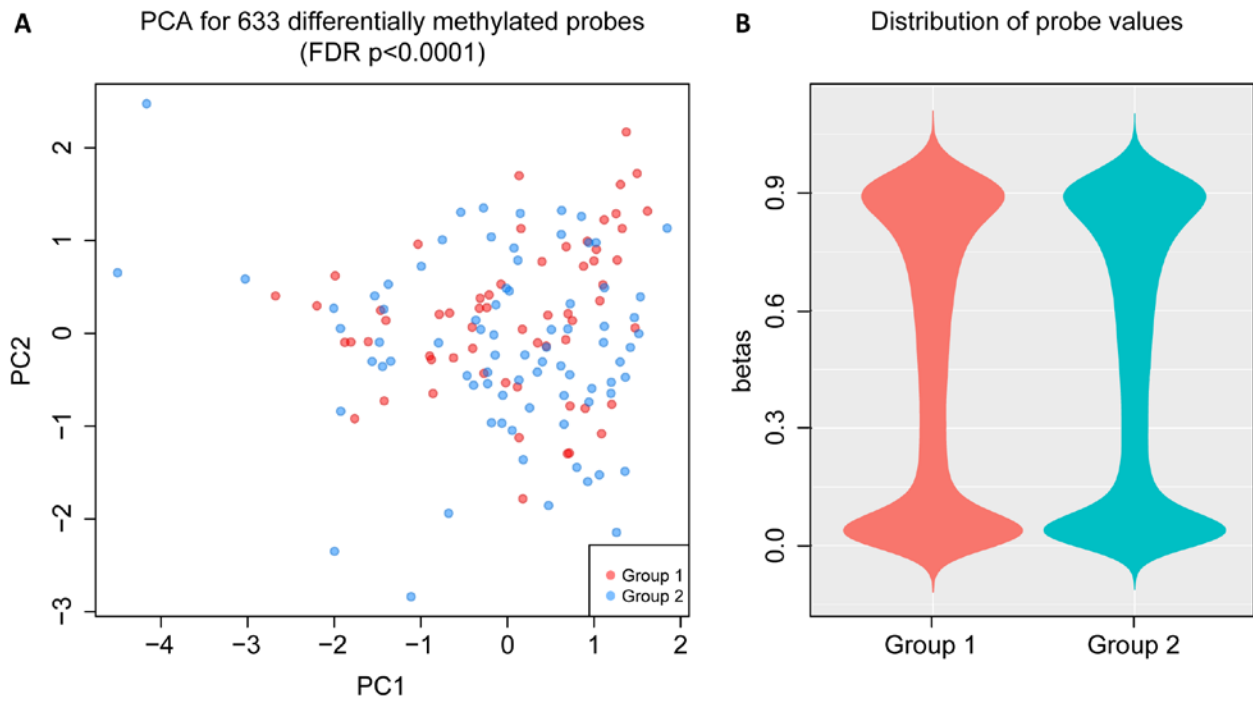 A
PCA for 633 differentially methylated probes
(FDR p<0.0001)
PC2
2
1
0
−1
−2
−3
−4
−3
−2
−1
0
1
2
PC1
Group 1
Group 2
B
Distribution of probe values
betas
0.9
0.6
0.3
0.0
Group 1
Group 2